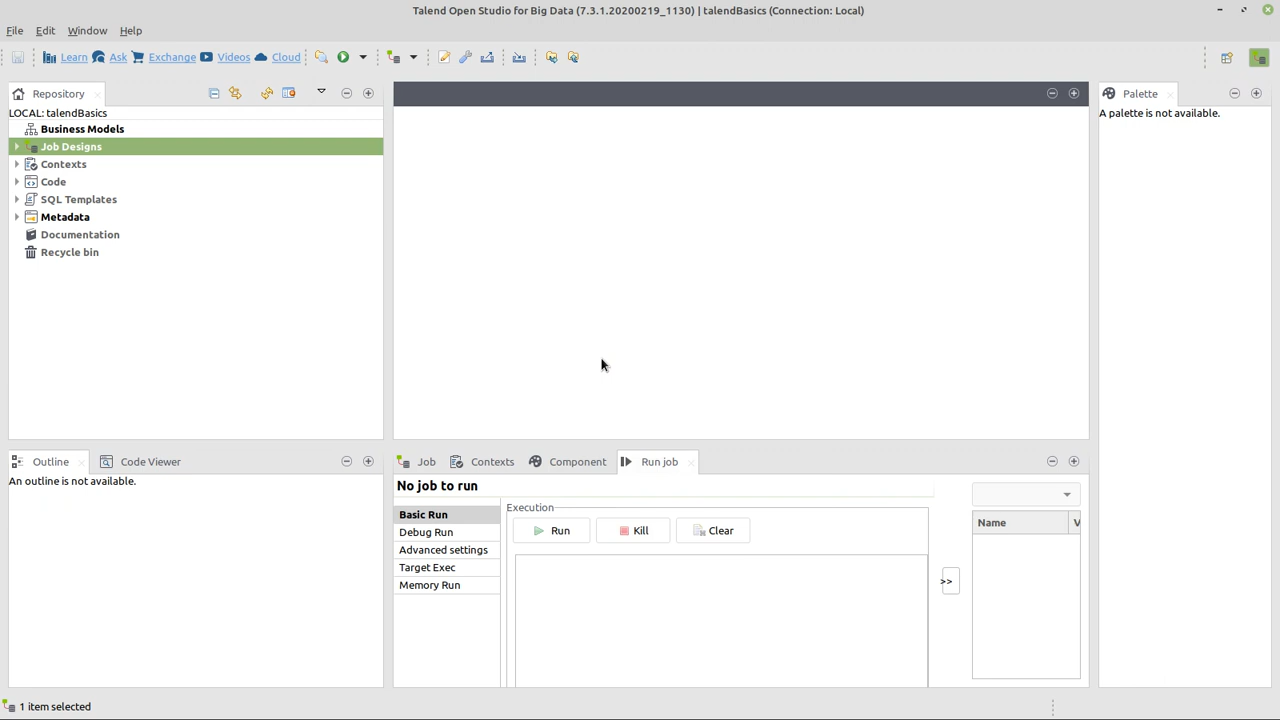 Talend Open Studio for Big Data (7.3.1.20200219_1130) | talendBasics (Connection: Local)
File Edit Window Help
Learn Ask Exchange Videos Cloud
Repository
LOCAL: talendBasics
Business Models
Job Designs
Contexts
Code
SQL Templates
Metadata
Documentation
Recycle bin
Palette
A palette is not available.
Outline Code Viewer
An outline is not available.
Job Contexts Component Run job
No job to run
Basic Run
Debug Run
Advanced settings
Target Exec
Memory Run
Execution
Run Kill Clear
>>
Name V
1 item selected